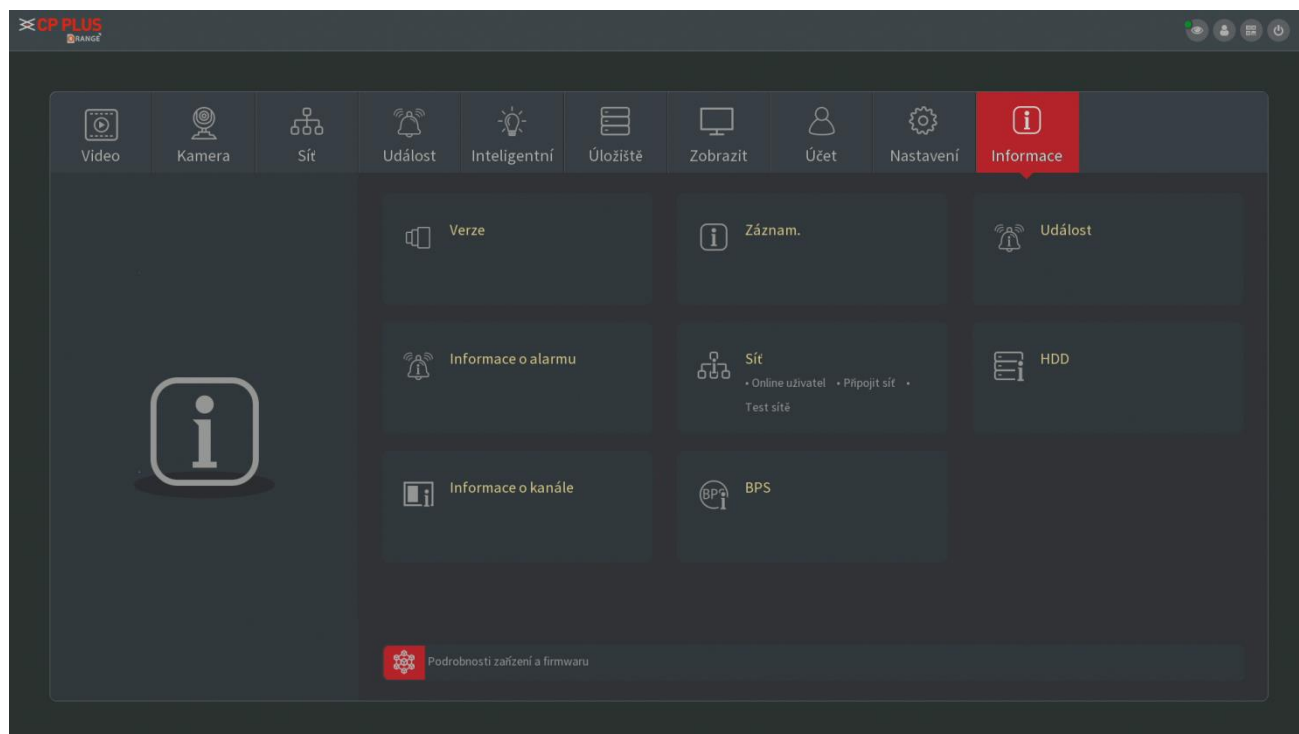 CP PLUS
ORANGE
Video
Kamera
Síť
Událost
Inteligentní
Úložiště
Zobrazit
Účet
Nastavení
Informace
Verze
Záznam.
Událost
Informace o alarmu
Síť
• Online uživatel • Připojit síť •
Test sítě
HDD
Informace o kanále
BPS
BPS
Podrobnosti zařízení a firmwaru